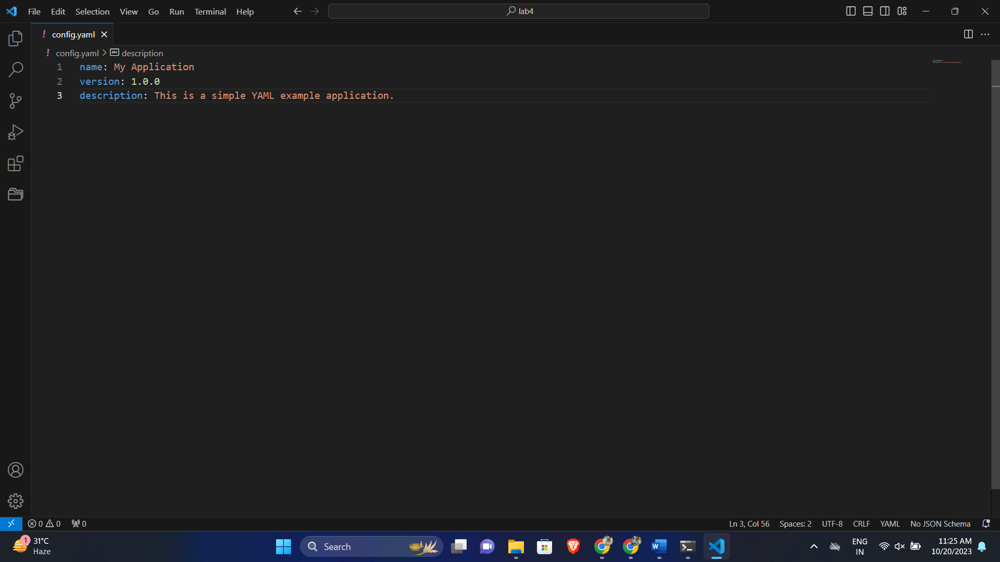 File Edit Selection View Go Run Terminal Help lab4
! config.yaml
! config.yaml > abc description
1 name: My Application
2 version: 1.0.0
3 description: This is a simple YAML example application.
0 0 0 Ln 3, Col 56 Spaces: 2 UTF-8 CRLF YAML No JSON Schema
1 31°C Search W ENG 11:25 AM
Haze IN 10/20/2023